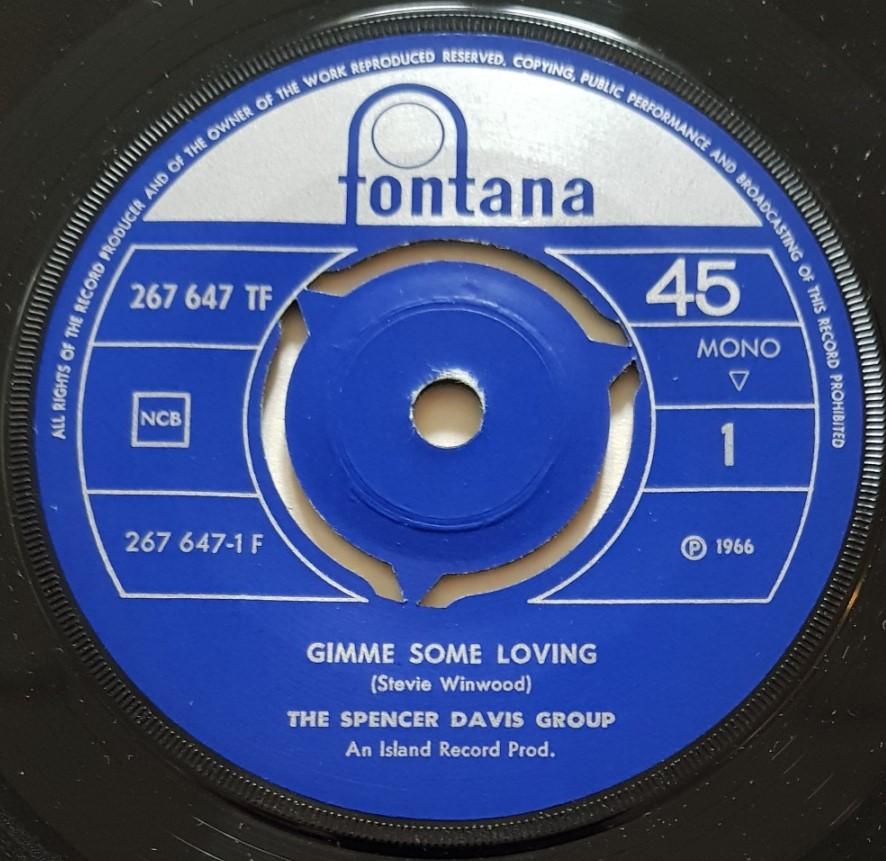 ALL RIGHTS OF THE RECORD PRODUCER AND OF THE OWNER OF THE WORK REPRODUCED RESERVED. COPYING, PUBLIC PERFORMANCE AND BROADCASTING OF THIS RECORD PROHIBITED
fontana
267 647 TF
45
MONO
NCB
1
267 647-1 F
Ⓟ 1966
GIMME SOME LOVING
(Stevie Winwood)
THE SPENCER DAVIS GROUP
An Island Record Prod.